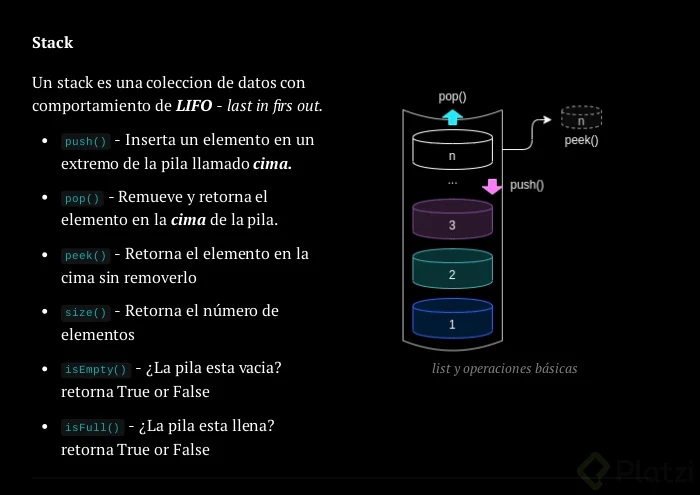 Stack
Un stack es una coleccion de datos con
comportamiento de LIFO - last in firs out.
push() - Inserta un elemento en un
extremo de la pila llamado cima.
pop() - Remueve y retorna el
elemento en la cima de la pila.
peek() - Retorna el elemento en la
cima sin removerlo
size() - Retorna el número de
elementos
isEmpty() - ¿La pila esta vacia?
retorna True or False
isFull() - ¿La pila esta llena?
retorna True or False
pop()
n
n
peek()
...
push()
3
2
1
list y operaciones básicas
Platzi